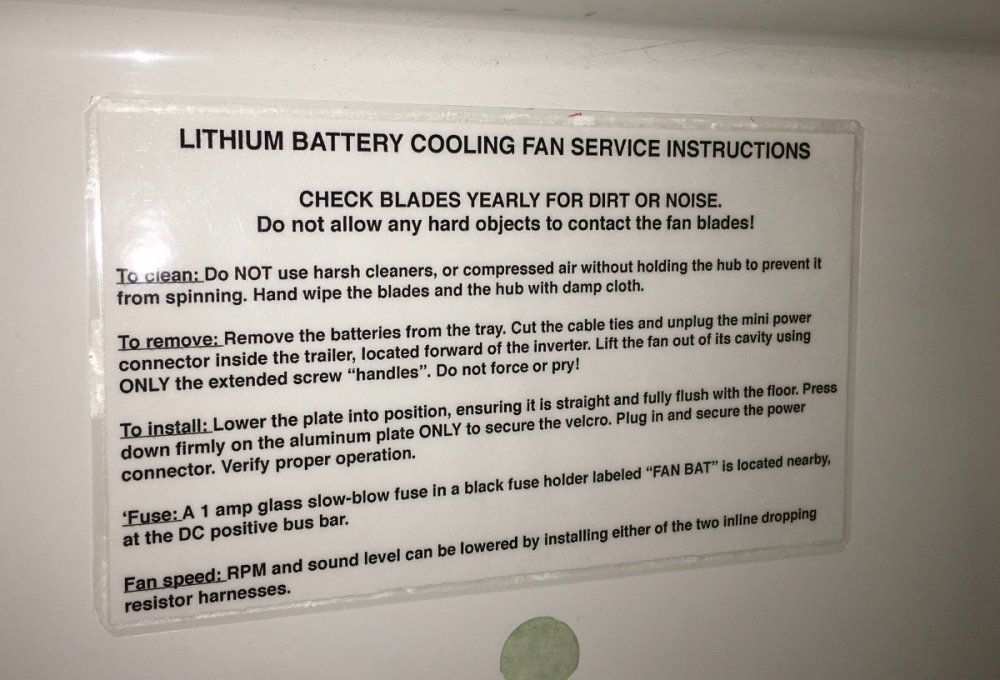 LITHIUM BATTERY COOLING FAN SERVICE INSTRUCTIONS
CHECK BLADES YEARLY FOR DIRT OR NOISE.
Do not allow any hard objects to contact the fan blades!
To clean: Do NOT use harsh cleaners, or compressed air without holding the hub to prevent it
from spinning. Hand wipe the blades and the hub with damp cloth.
To remove: Remove the batteries from the tray. Cut the cable ties and unplug the mini power
connector inside the trailer, located forward of the inverter. Lift the fan out of its cavity using
ONLY the extended screw “handles”. Do not force or pry!
To install: Lower the plate into position, ensuring it is straight and fully flush with the floor. Press
down firmly on the aluminum plate ONLY to secure the velcro. Plug in and secure the power
connector. Verify proper operation.
‘Fuse: A 1 amp glass slow-blow fuse in a black fuse holder labeled “FAN BAT” is located nearby,
at the DC positive bus bar.
Fan speed: RPM and sound level can be lowered by installing either of the two inline dropping
resistor harnesses.